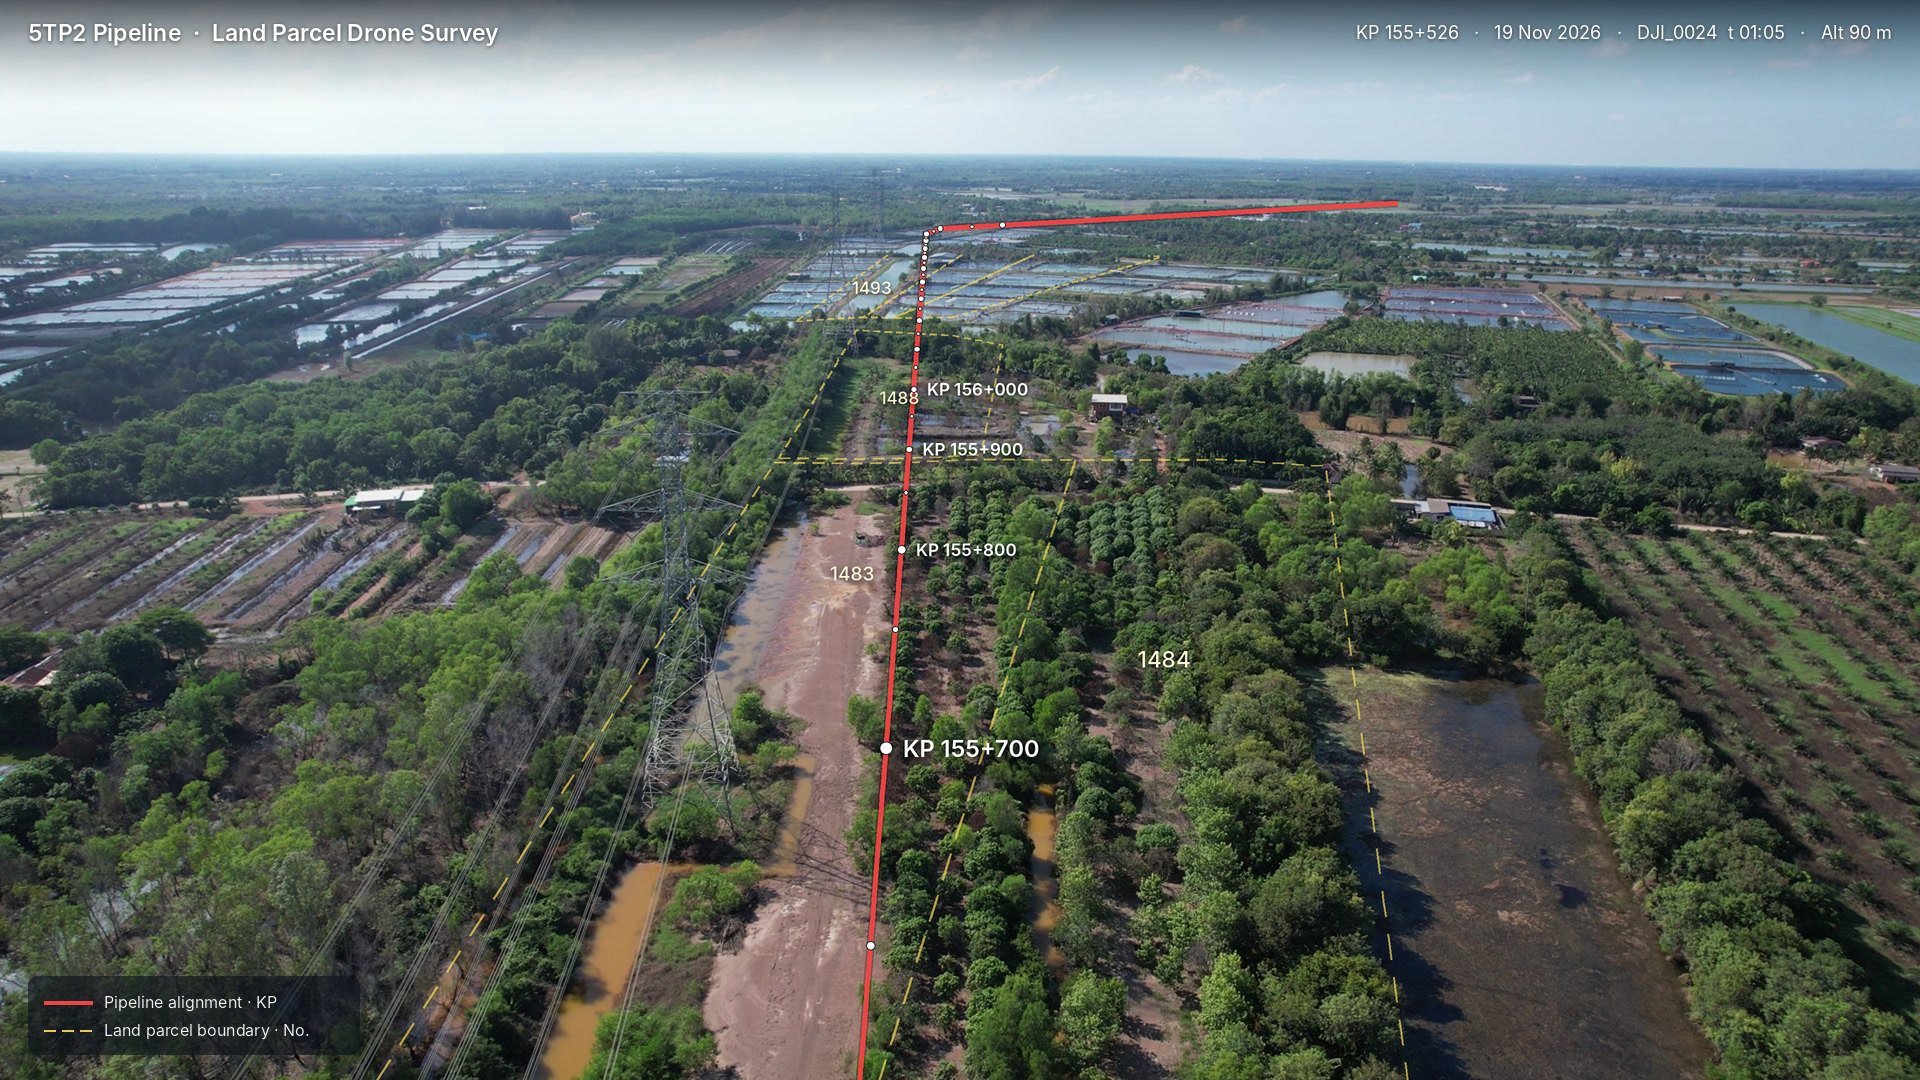 5TP2 Pipeline · Land Parcel Drone Survey
KP 155+526 · 19 Nov 2026 · DJI_0024 t 01:05 · Alt 90 m
1493
KP 156+000
1488
KP 155+900
KP 155+800
1483
1484
KP 155+700
Pipeline alignment · KP
Land parcel boundary · No.